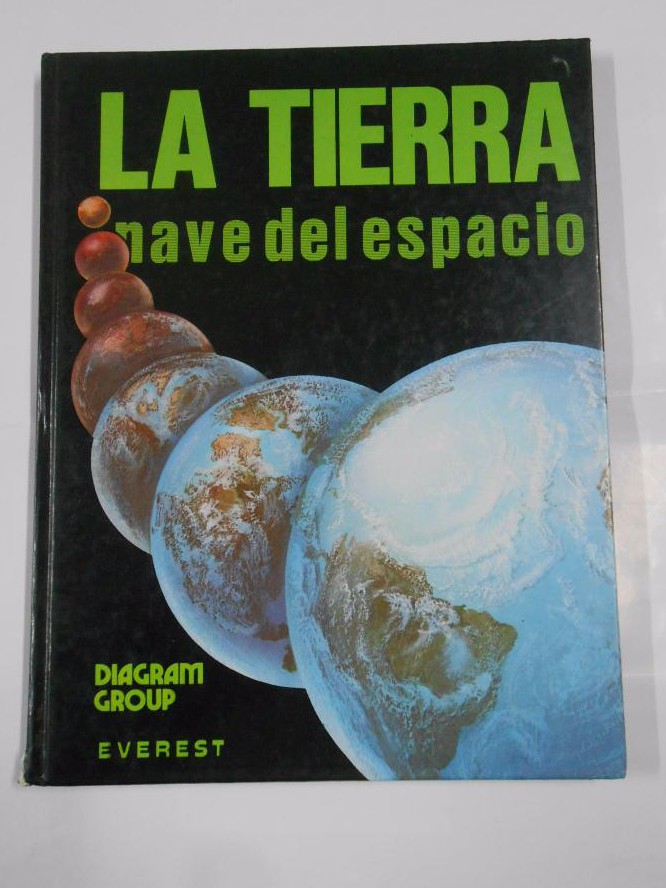 LA TIERRA
nave del espacio
DIAGRAM
GROUP
EVEREST